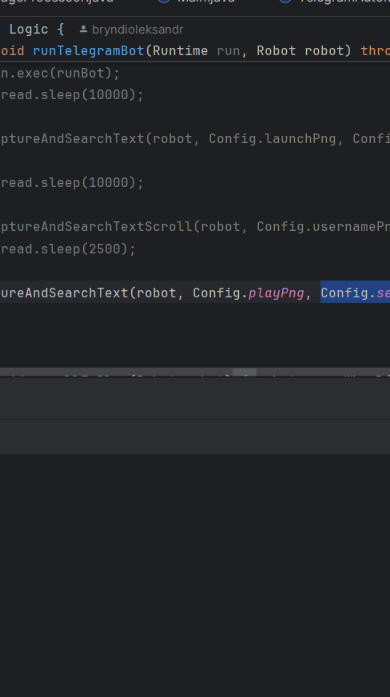 Logic { bryndioleksandr
oid runTelegramBot(Runtime run, Robot robot) thro
n.exec(runBot);
read.sleep(10000);
ptureAndSearchText(robot, Config.launchPng, Confi
read.sleep(10000);
ptureAndSearchTextScroll(robot, Config.usernamePn
read.sleep(2500);
ureAndSearchText(robot, Config.playPng, Config.se